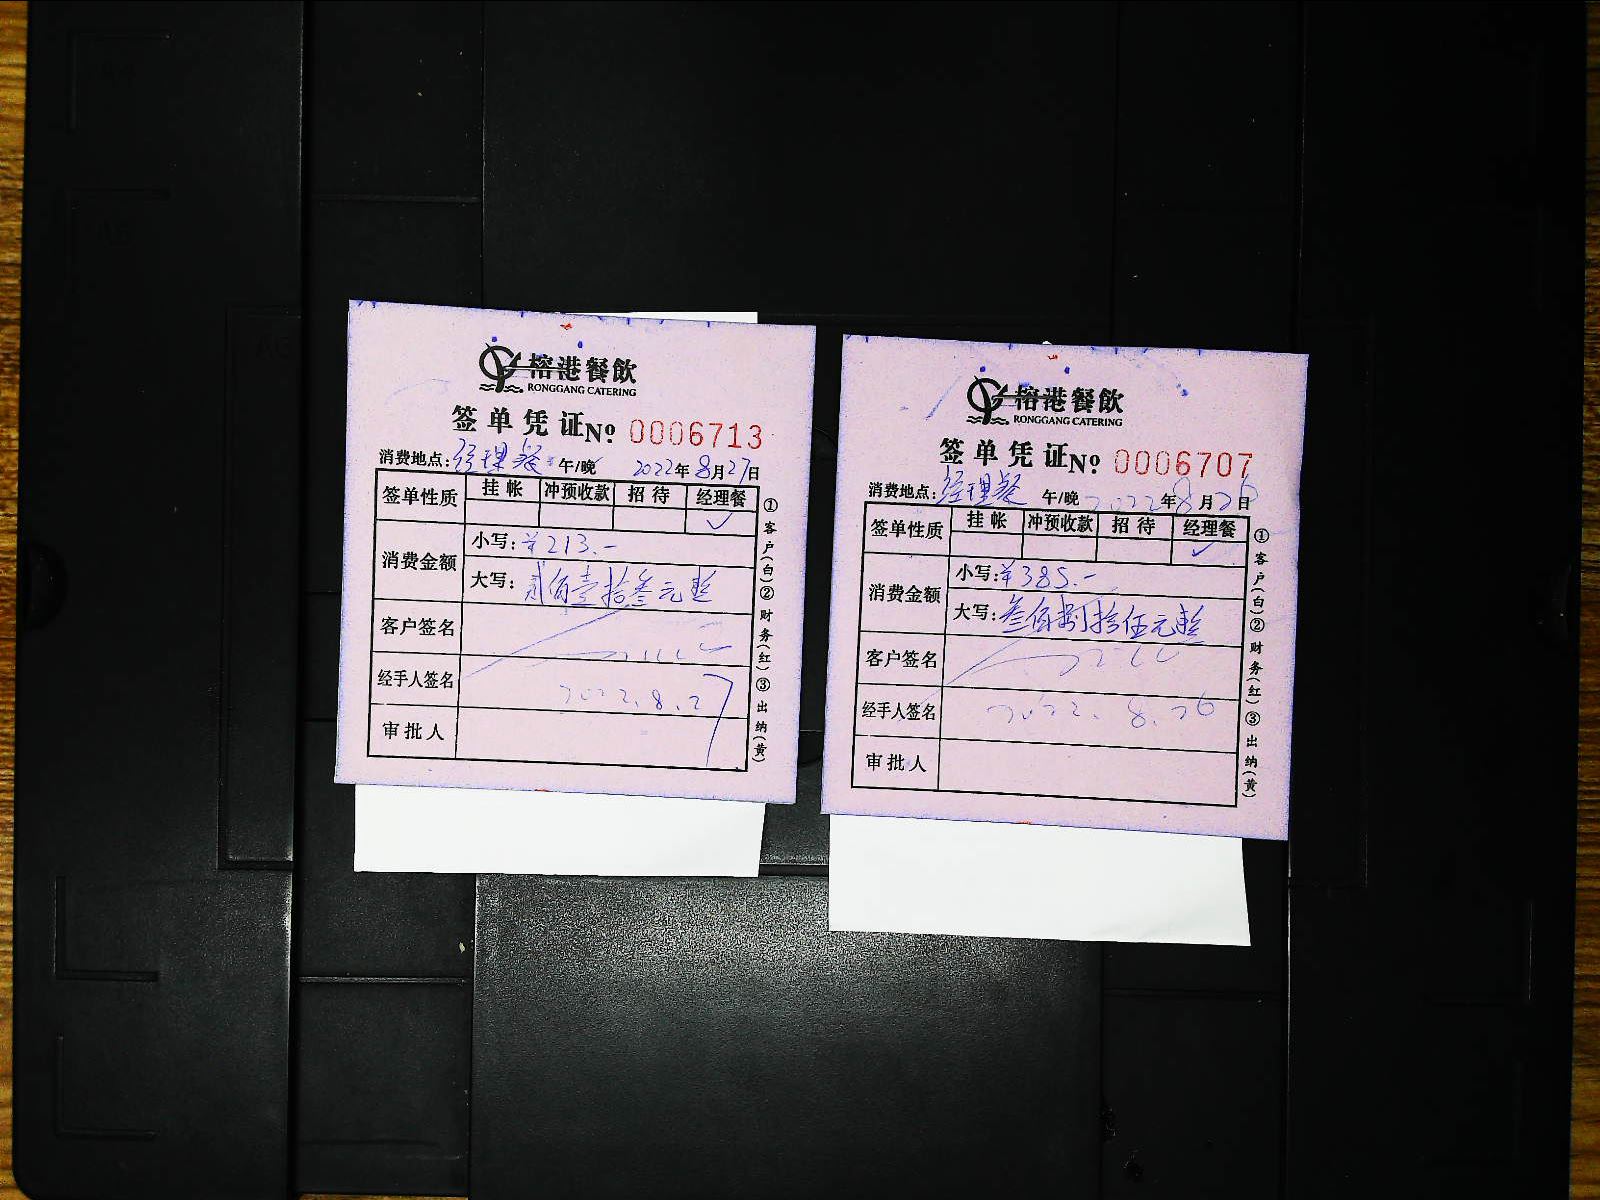 榕港餐飲
RONGGANG CATERING
签单凭证No 0006713
消费地点：经理餐 午/晚 2022年8月27日
签单性质 挂帐 冲预收款 招待 经理餐
✓
消费金额 小写：¥213.-
大写：贰佰壹拾叁元整
客户签名
经手人签名 2022.8.27
审批人
①客户(白)②财务(红)③出纳(黄)
榕港餐飲
RONGGANG CATERING
签单凭证No 0006707
消费地点：经理餐 午/晚 2022年8月26日
签单性质 挂帐 冲预收款 招待 经理餐
✓
消费金额 小写：¥385.-
大写：叁佰捌拾伍元整
客户签名
经手人签名 2022.8.26
审批人
①客户(白)②财务(红)③出纳(黄)